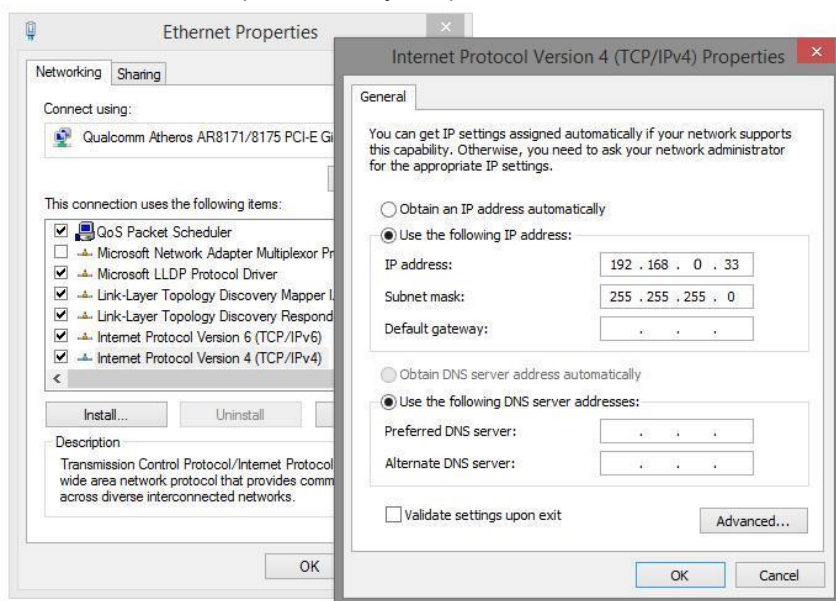 Ethernet Properties
Networking
Sharing
Connect using:
Qualcomm Atheros AR8171/8175 PCI-E
This connection uses the following items:
QoS Packet Scheduler
Microsoft Network Adapter Multiplexor
Microsoft LLDP Protocol Driver
Link-Layer Topology Discovery Mapper
Link-Layer Topology Discovery
Internet Protocol Version 6 (TCP/IPv6)
Internet Protocol Version 4 (TCP/IPv4)
Install...
Uninstall
Description
Transmission Control Protocol/Internet Protocol
wide area network protocol that provides
across diverse interconnected networks.
OK
Internet Protocol Version 4 (TCP/IPv4) Properties
General
You can get IP settings assigned automatically if your network supports
this capability. Otherwise, you need to ask your network administrator
for the appropriate IP settings.
Obtain an IP address automatically
Use the following IP address:
IP address: 192 . 168 . 0 . 33
Subnet mask: 255 . 255 . 255 . 0
Default gateway: . . .
Obtain DNS server address automatically
Use the following DNS server addresses:
Preferred DNS server: . . .
Alternate DNS server: . . .
Validate settings upon exit
Advanced...
OK
Cancel